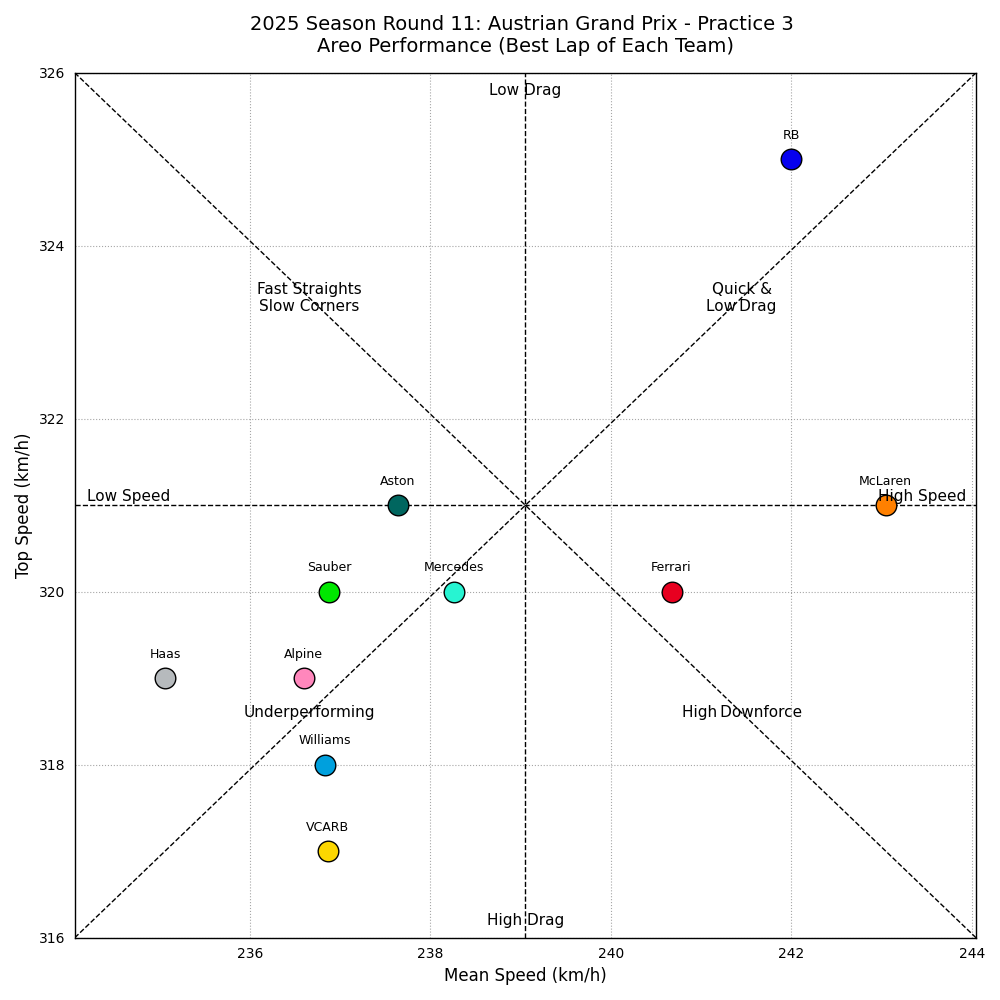 2025 Season Round 11: Austrian Grand Prix - Practice 3
Areo Performance (Best Lap of Each Team)
326
Low Drag
RB
324
Fast Straights
Slow Corners
Quick &
Low Drag
322
Aston
McLaren
Low Speed
High Speed
Top Speed (km/h)
Sauber
Mercedes
Ferrari
320
Haas
Alpine
Underperforming
High Downforce
Williams
318
VCARB
High Drag
316
236
238
240
242
244
Mean Speed (km/h)